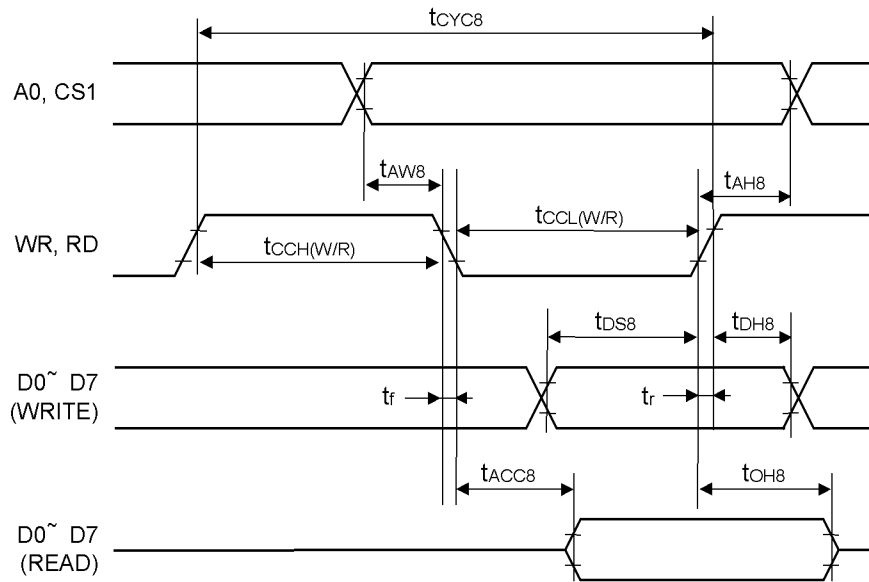 tCYC8
A0, CS1
tAW8
tAH8
WR, RD
tCCL(W/R)
tCCH(W/R)
tDS8
tDH8
D0~ D7
(WRITE)
tf
tr
tACC8
tOH8
D0~ D7
(READ)